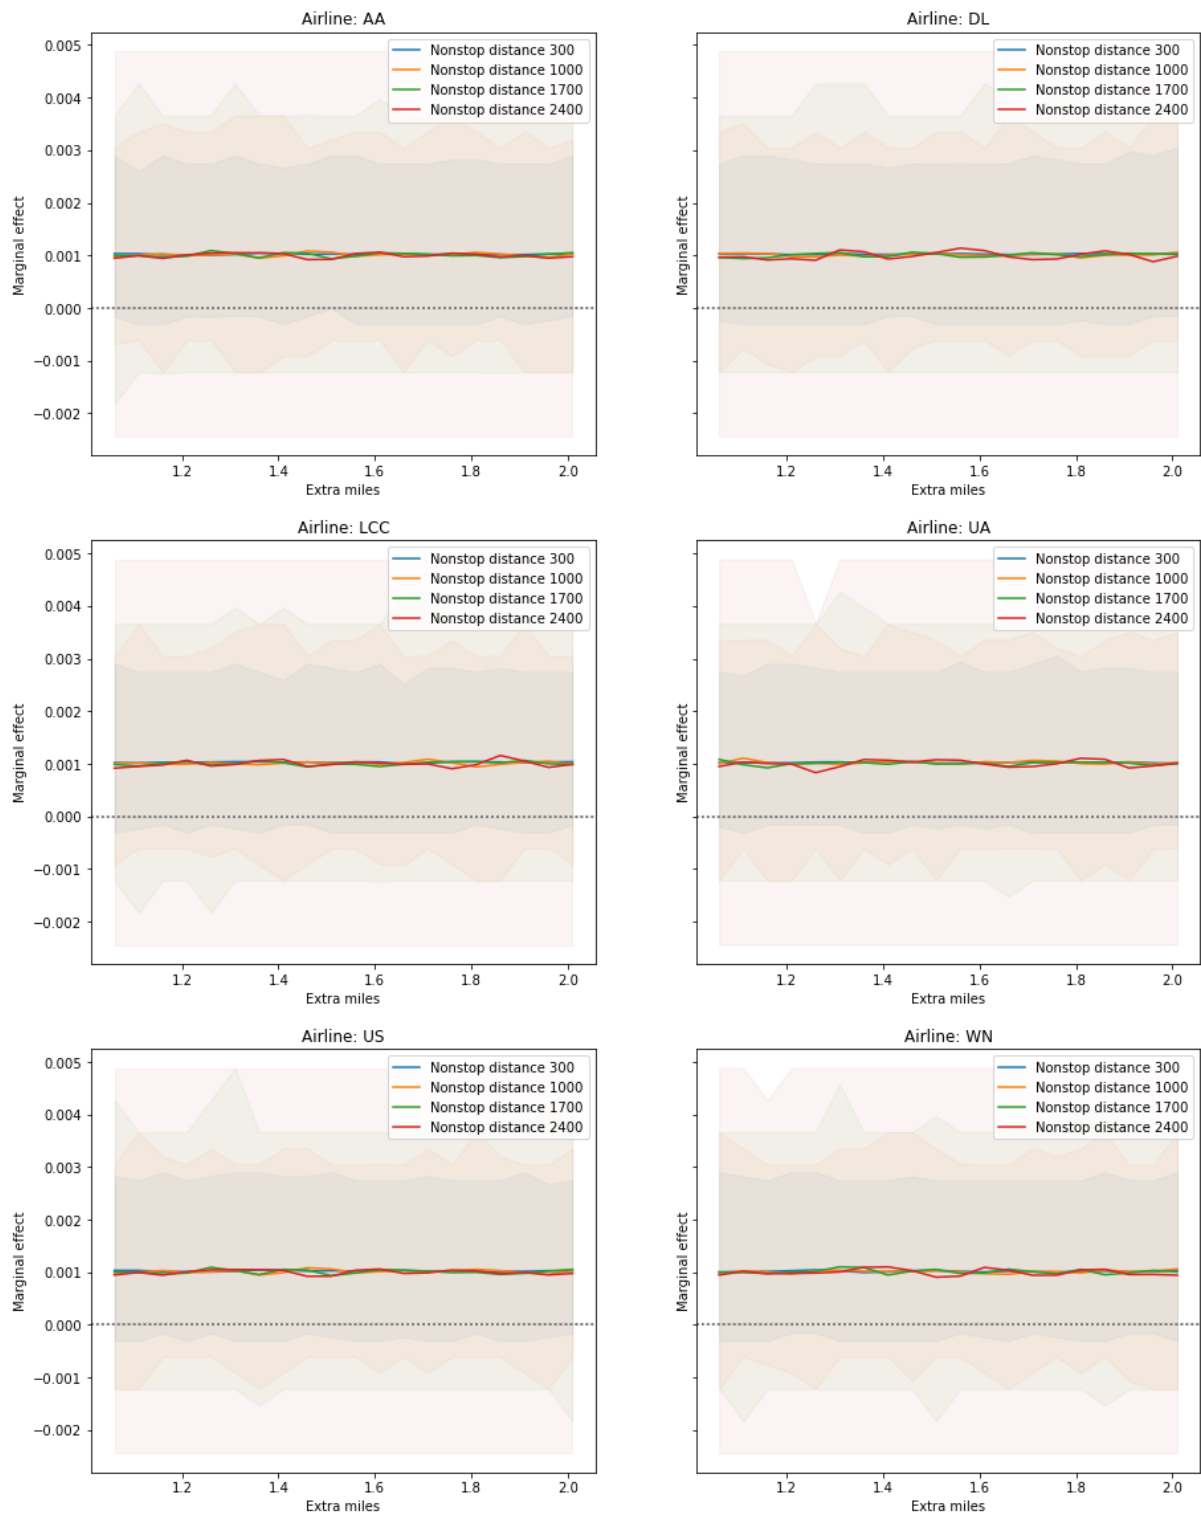 Airline: AA
0.005
0.004
0.003
0.002
0.001
0.000
−0.001
−0.002
Marginal effect
1.2 1.4 1.6 1.8 2.0
Extra miles
Nonstop distance 300
Nonstop distance 1000
Nonstop distance 1700
Nonstop distance 2400
Airline: DL
Marginal effect
1.2 1.4 1.6 1.8 2.0
Extra miles
Nonstop distance 300
Nonstop distance 1000
Nonstop distance 1700
Nonstop distance 2400
Airline: LCC
0.005
0.004
0.003
0.002
0.001
0.000
−0.001
−0.002
Marginal effect
1.2 1.4 1.6 1.8 2.0
Extra miles
Nonstop distance 300
Nonstop distance 1000
Nonstop distance 1700
Nonstop distance 2400
Airline: UA
Marginal effect
1.2 1.4 1.6 1.8 2.0
Extra miles
Nonstop distance 300
Nonstop distance 1000
Nonstop distance 1700
Nonstop distance 2400
Airline: US
0.005
0.004
0.003
0.002
0.001
0.000
−0.001
−0.002
Marginal effect
1.2 1.4 1.6 1.8 2.0
Extra miles
Nonstop distance 300
Nonstop distance 1000
Nonstop distance 1700
Nonstop distance 2400
Airline: WN
Marginal effect
1.2 1.4 1.6 1.8 2.0
Extra miles
Nonstop distance 300
Nonstop distance 1000
Nonstop distance 1700
Nonstop distance 2400